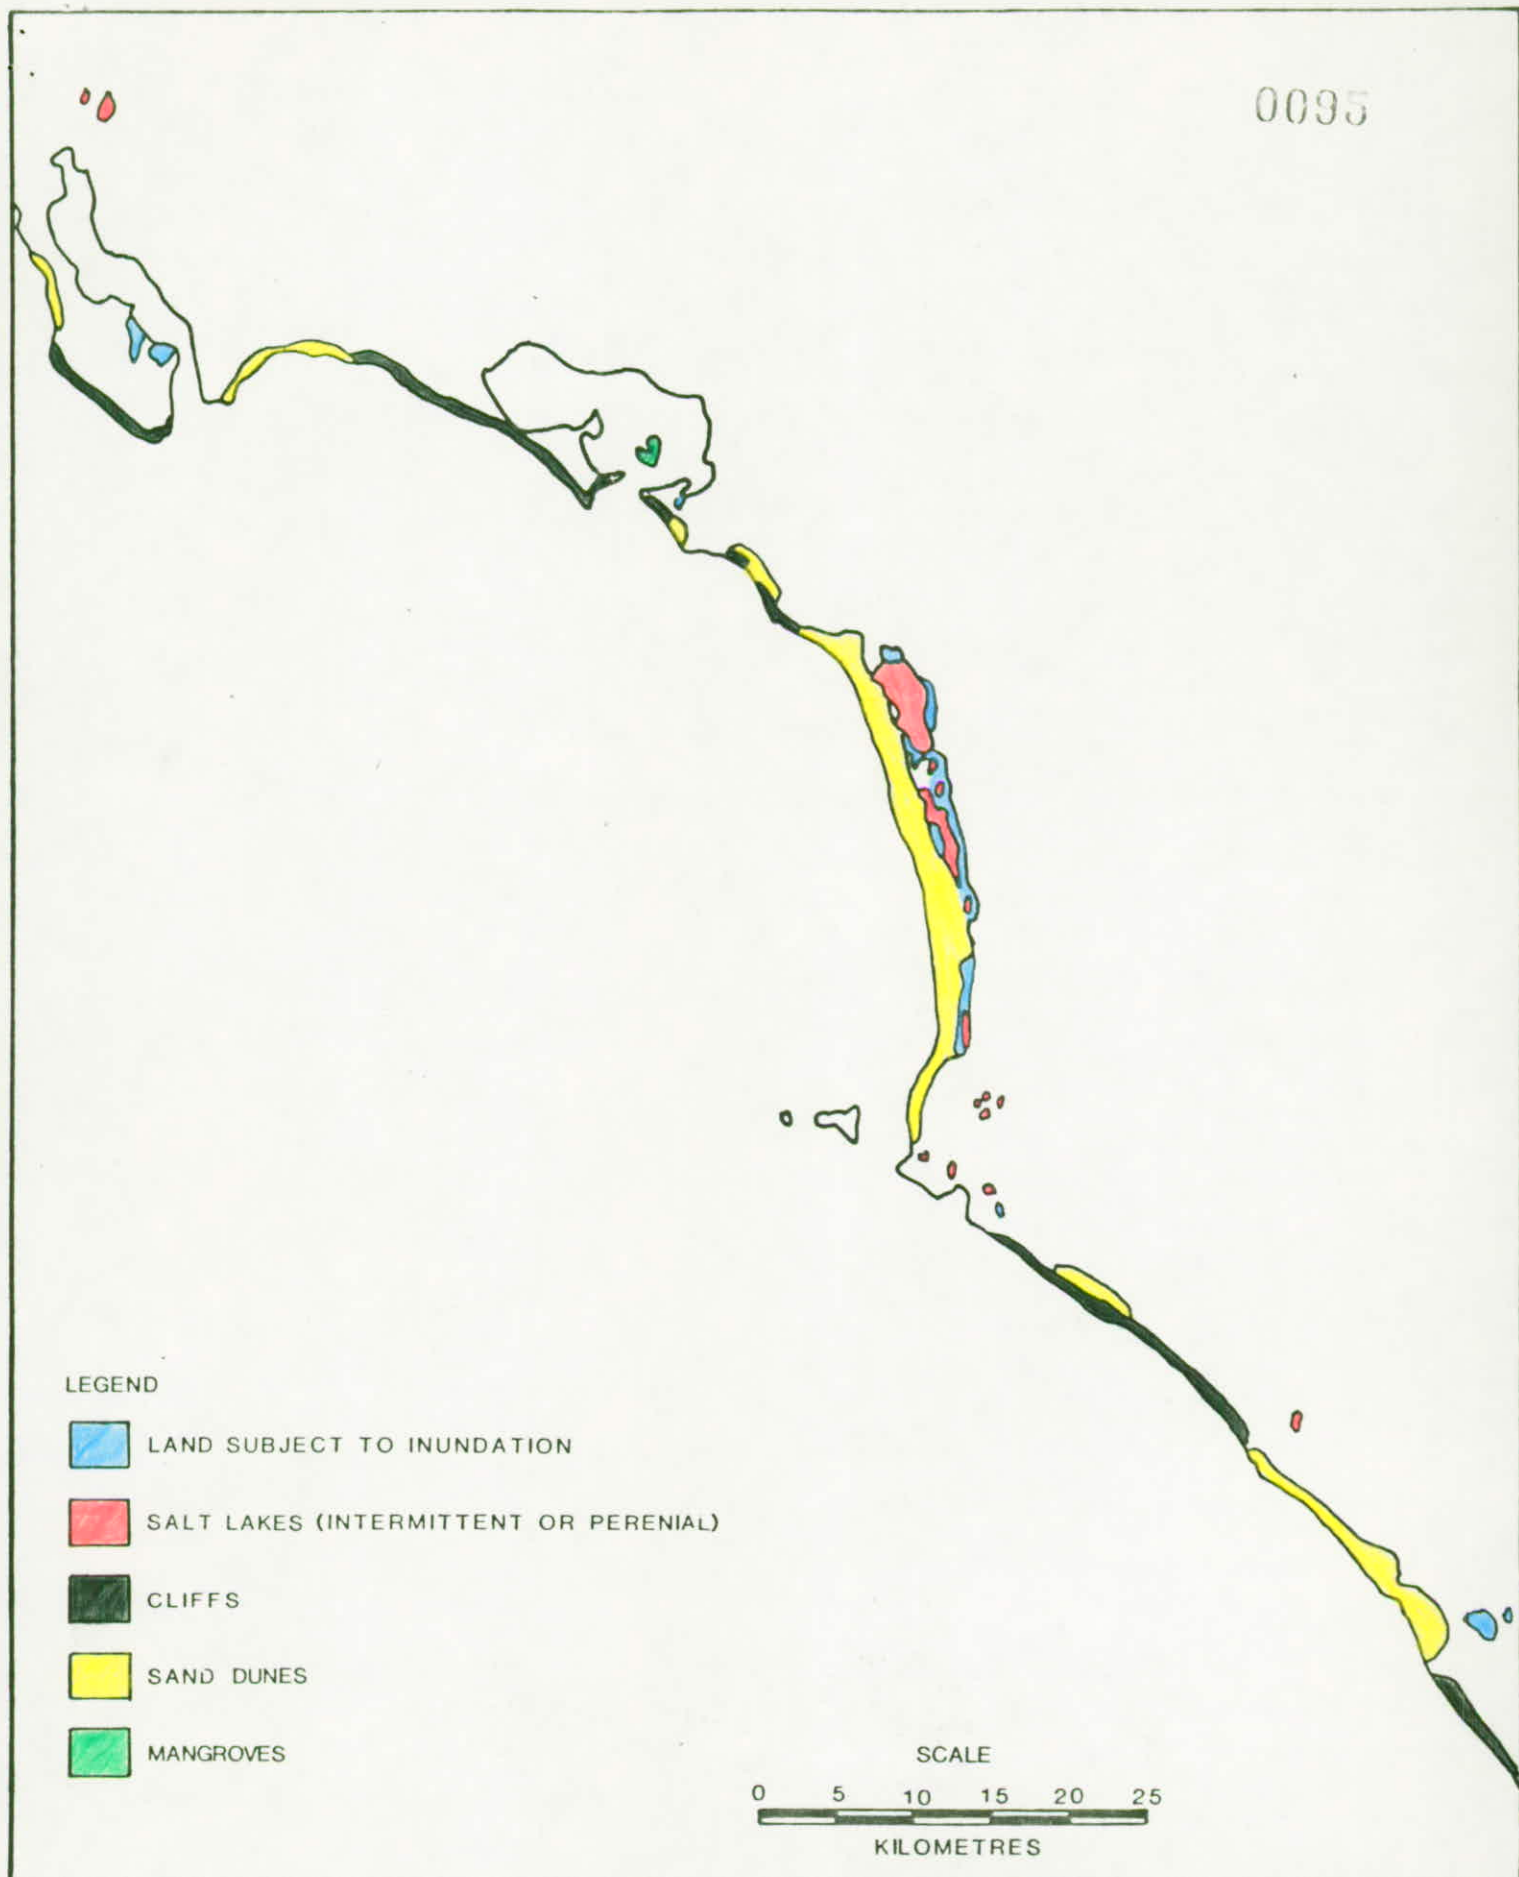 0095
LEGEND
LAND SUBJECT TO INUNDATION
SALT LAKES (INTERMITTENT OR PERENIAL)
CLIFFS
SAND DUNES
MANGROVES
SCALE
0 5 10 15 20 25
KILOMETRES